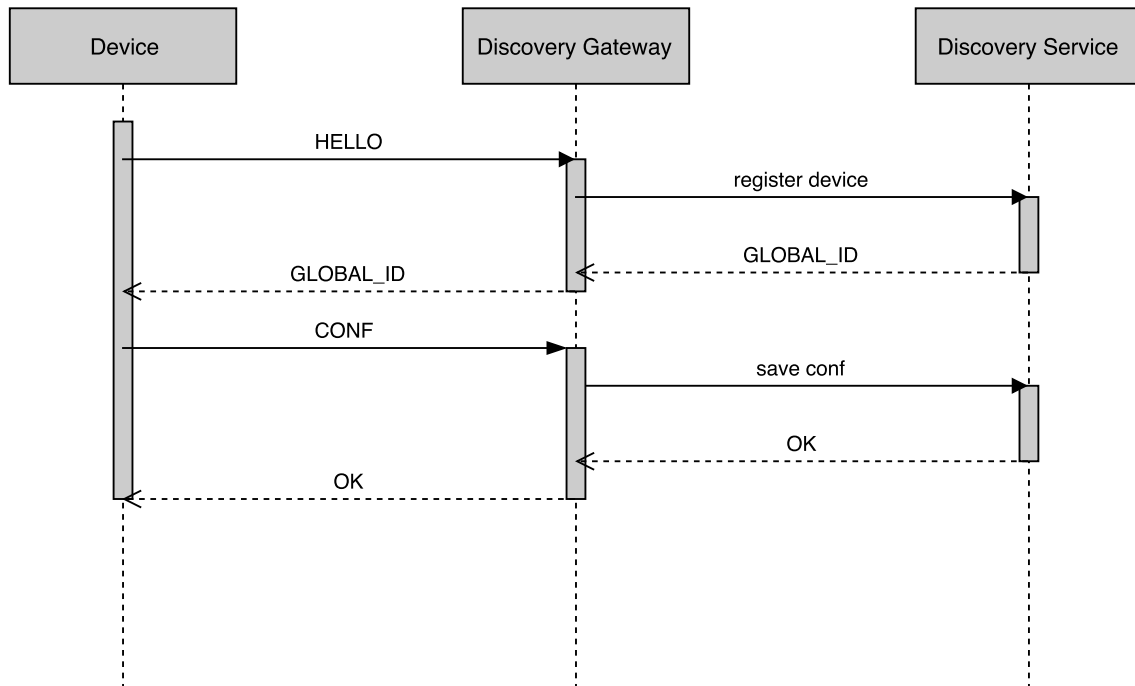 Device
Discovery Gateway
Discovery Service
HELLO
register device
GLOBAL_ID
GLOBAL_ID
CONF
save conf
OK
OK